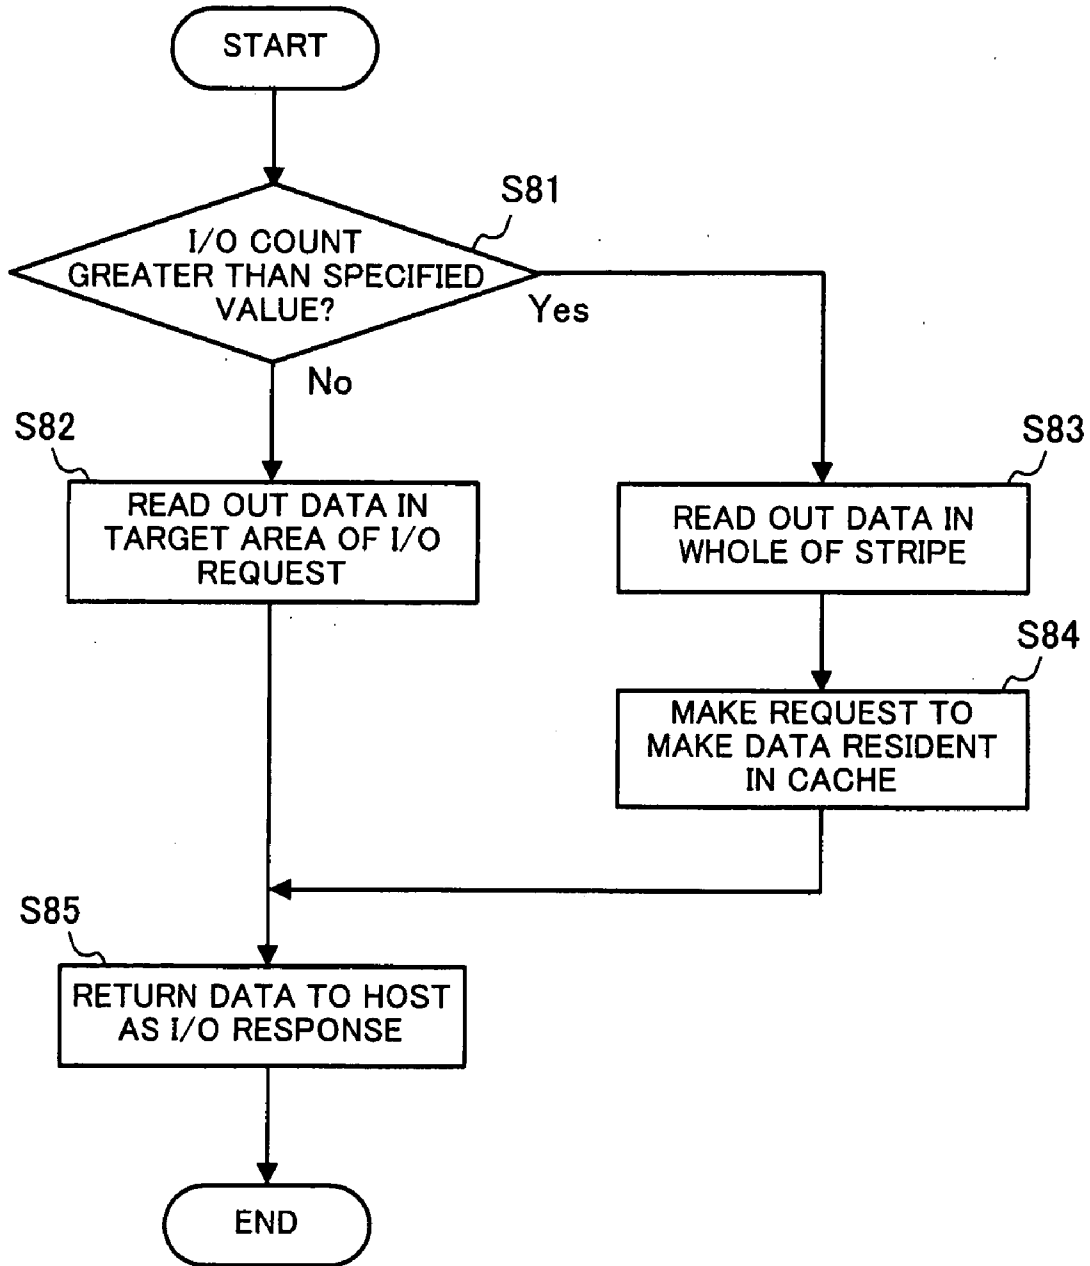 START
S81
I/O COUNT
GREATER THAN SPECIFIED
VALUE?
Yes
No
S82
READ OUT DATA IN
TARGET AREA OF I/O
REQUEST
S83
READ OUT DATA IN
WHOLE OF STRIPE
S84
MAKE REQUEST TO
MAKE DATA RESIDENT
IN CACHE
S85
RETURN DATA TO HOST
AS I/O RESPONSE
END